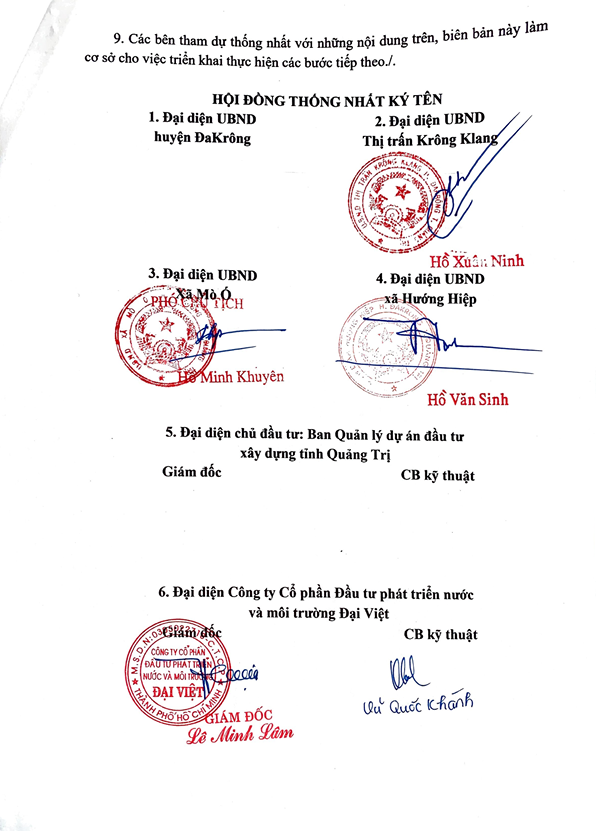 9. Các bên tham dự thống nhất với những nội dung trên, biên bản này làm
cơ sở cho việc triển khai thực hiện các bước tiếp theo./.
HỘI ĐỒNG THỐNG NHẤT KÝ TÊN
1. Đại diện UBND
huyện ĐaKrông
2. Đại diện UBND
Thị trấn Krông Klang
U.B.N.D THỊ TRẤN KRÔNG KLANG
Hồ Xuân Ninh
3. Đại diện UBND
Xã Mò Ó
PHÓ CHỦ TỊCH
U.B.N.D XÃ MÒ Ó
Hồ Minh Khuyên
4. Đại diện UBND
xã Hướng Hiệp
Hồ Văn Sinh
5. Đại diện chủ đầu tư: Ban Quản lý dự án đầu tư
xây dựng tỉnh Quảng Trị
Giám đốc
CB kỹ thuật
6. Đại diện Công ty Cổ phần Đầu tư phát triển nước
và môi trường Đại Việt
Giám đốc
CB kỹ thuật
CÔNG TY CỔ PHẦN
ĐẦU TƯ PHÁT TRIỂN
NƯỚC VÀ MÔI TRƯỜNG
ĐẠI VIỆT
THÀNH PHỐ HỒ CHÍ MINH
GIÁM ĐỐC
Lê Minh Lâm
Vũ Quốc Khánh